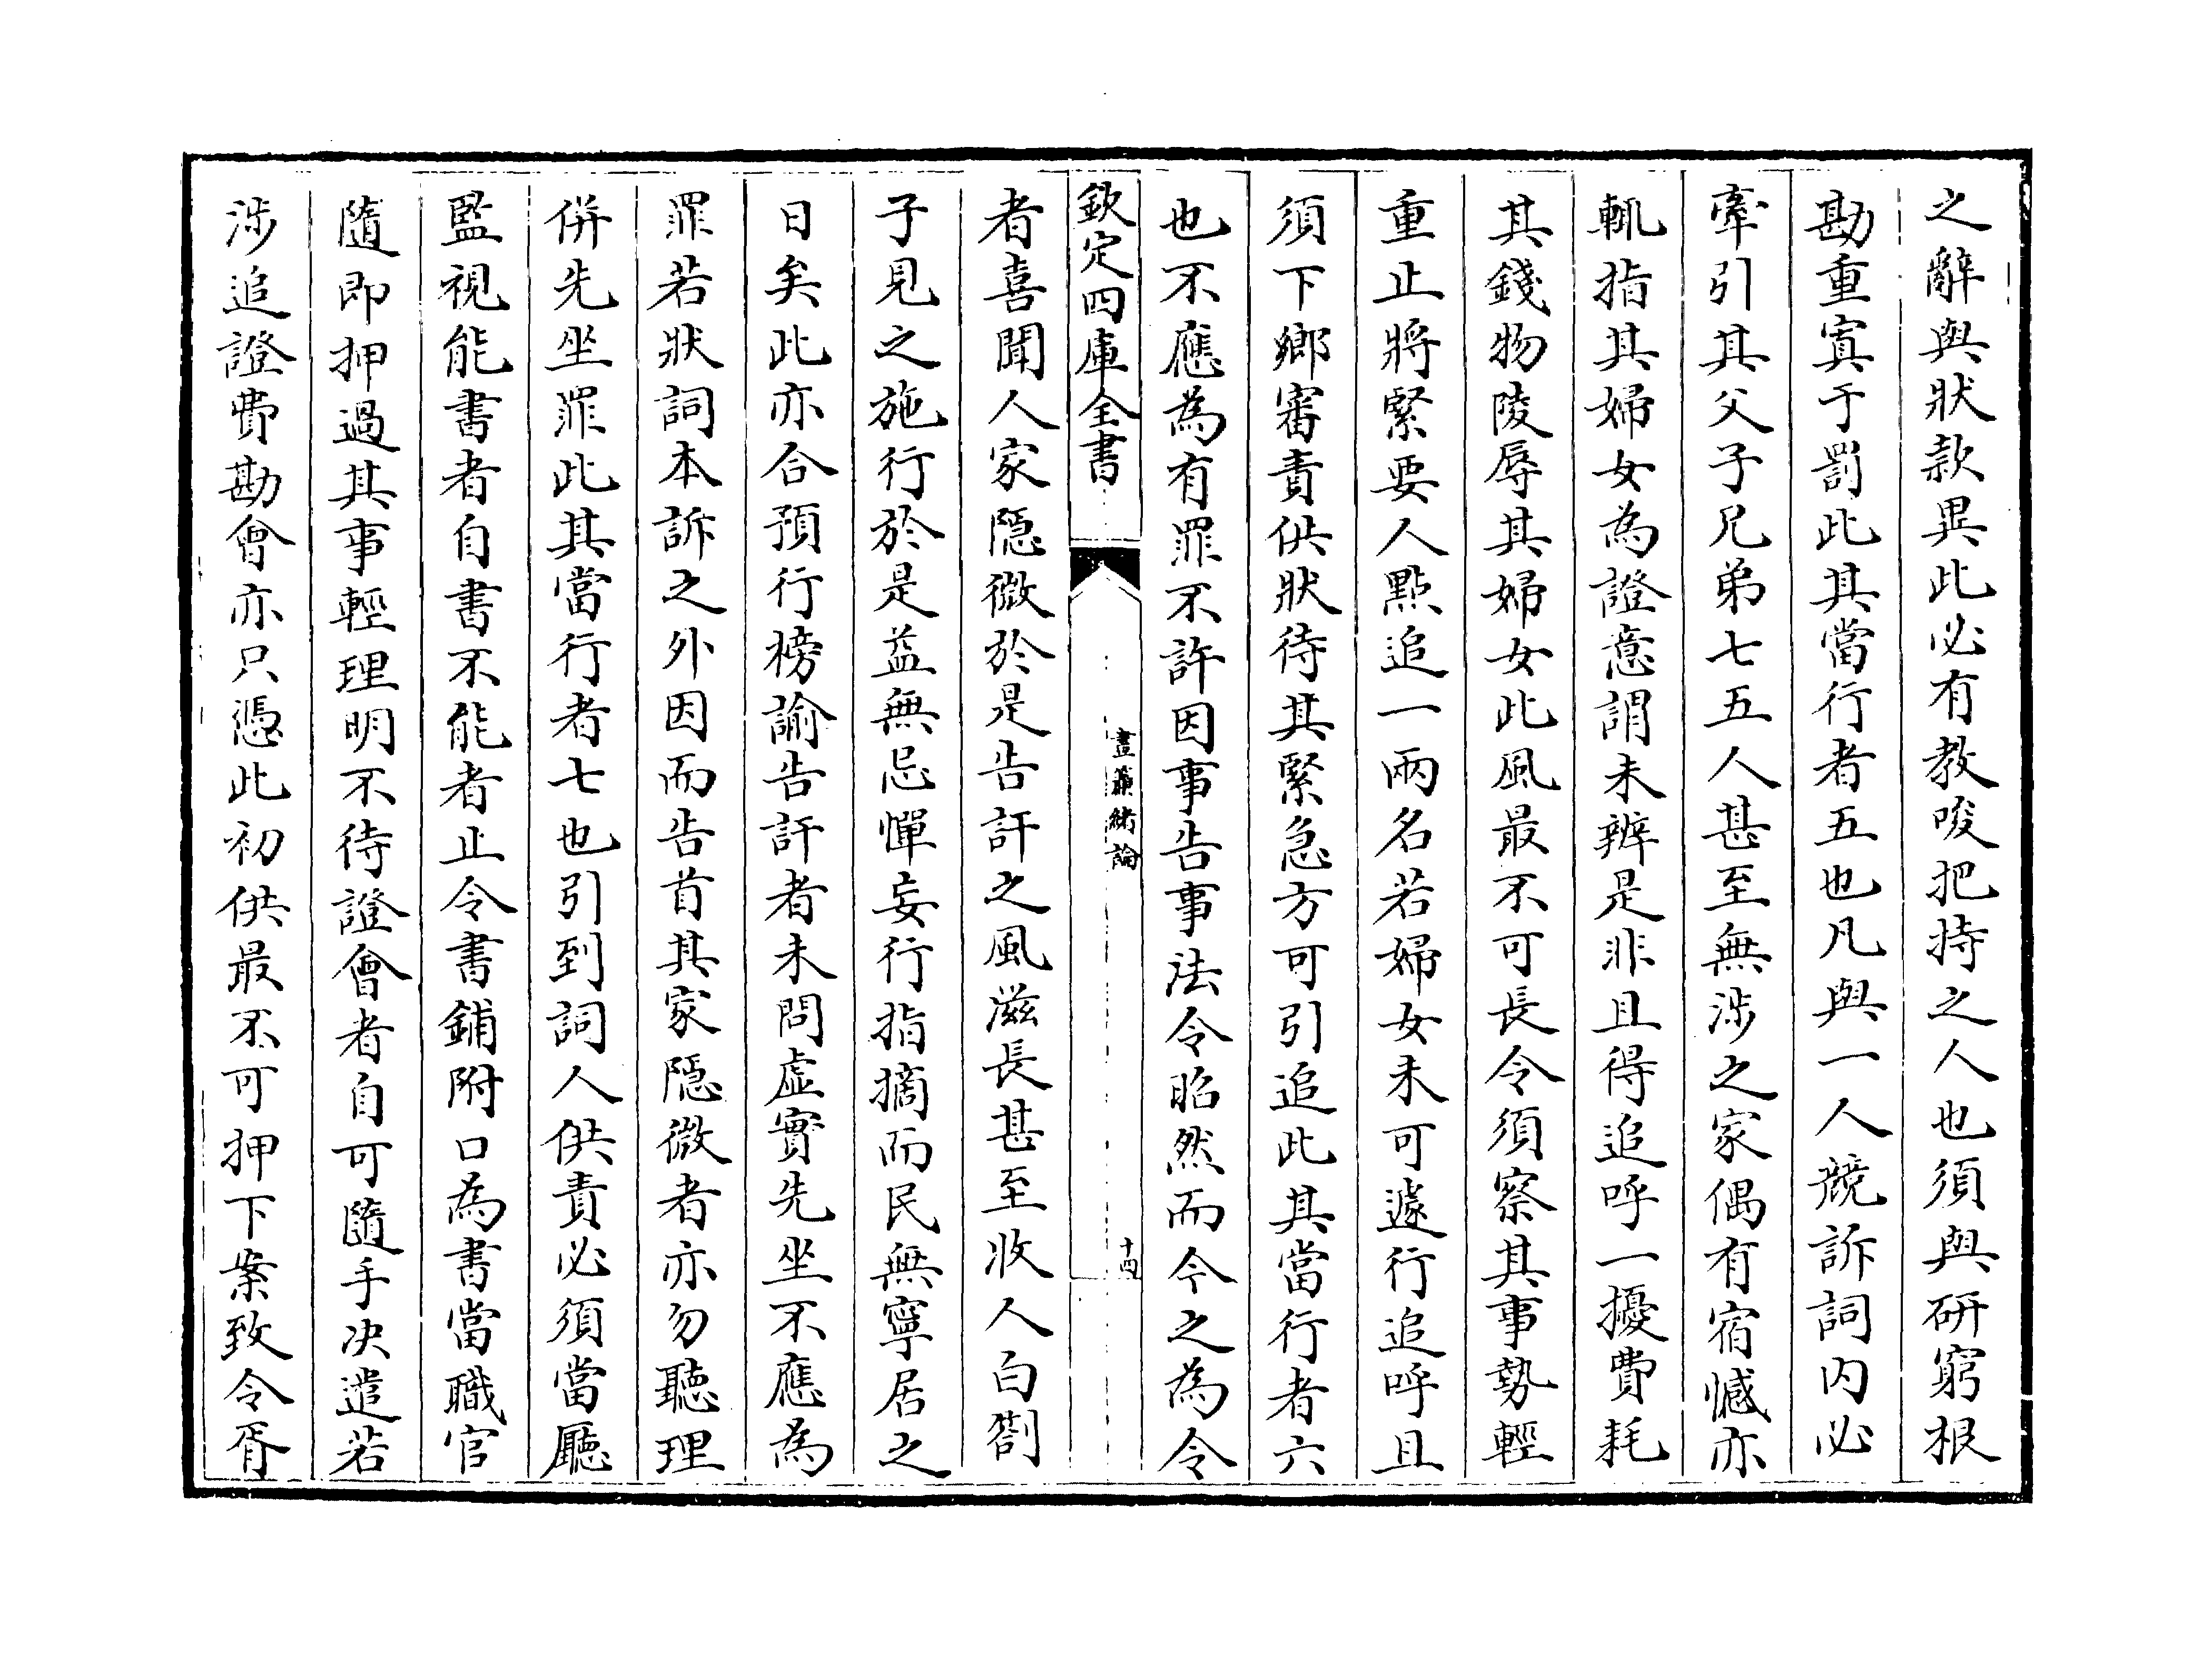 之辭與狀款異此必有教唆把持之人也須與研窮根
勘重寘于罰此其當行者五也凡與一人競訴詞内必
牽引其父子兄弟七五人甚至無涉之家偶有宿憾亦
輒指其婦女為證意謂未辨是非且得追呼一擾費耗
其錢物陵辱其婦女此風最不可長令須察其事勢輕
重止將緊要人點追一兩名若婦女未可遽行追呼且
須下鄉審責供狀待其緊急方可引追此其當行者六
也不應為有罪不許因事告事法令昭然而今之為令
欽定四庫全書
晝簾緒論
十四
者喜聞人家隱微於是告訐之風滋長甚至收人白劄
子見之施行於是益無忌憚妄行指摘而民無寧居之
日矣此亦合預行榜諭告訐者未問虛實先坐不應為
罪若狀詞本訴之外因而告首其家隱微者亦勿聽理
併先坐罪此其當行者七也引到詞人供責必須當廳
監視能書者自書不能者止令書鋪附口為書當職官
隨即押過其事輕理明不待證會者自可隨手決遣若
涉追證費勘會亦只憑此初供最不可押下案致令胥